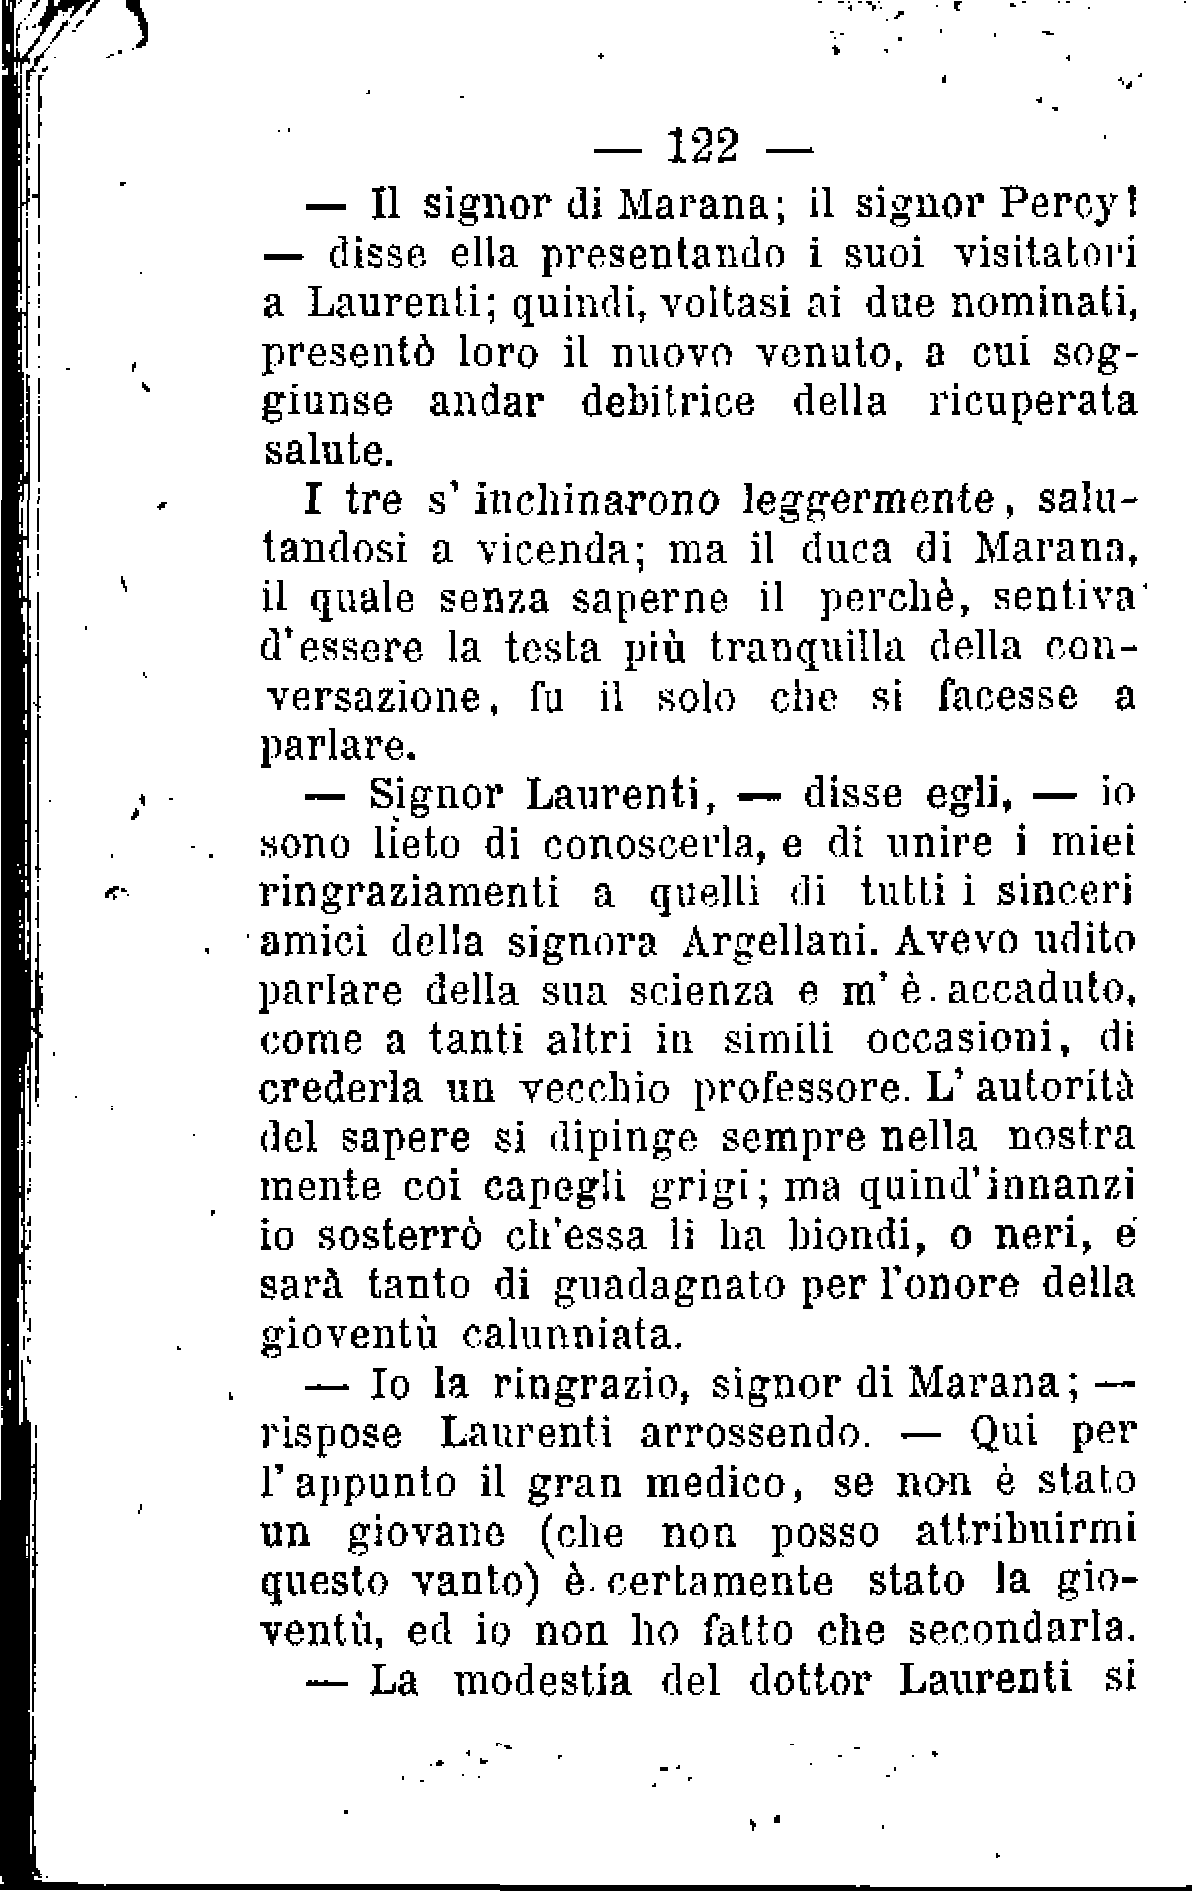 — 122 —
— Il signor di Marana; il signor Percy!
— disse ella presentando i suoi visitatori
a Laurenti; quindi, voltasi ai due nominati,
presentò loro il nuovo venuto, a cui sog-
giunse andar debitrice della ricuperata
salute.
I tre s' inchinarono leggermente, salu-
tandosi a vicenda; ma il duca di Marana,
il quale senza saperne il perchè, sentiva
d'essere la testa più tranquilla della con-
versazione, fu il solo che si facesse a
parlare.
— Signor Laurenti, — disse egli, — io
sono lieto di conoscerla, e di unire i miei
ringraziamenti a quelli di tutti i sinceri
amici della signora Argellani. Avevo udito
parlare della sua scienza e m' è accaduto,
come a tanti altri in simili occasioni, di
crederla un vecchio professore. L' autorità
del sapere si dipinge sempre nella nostra
mente coi capegli grigi; ma quind'innanzi
io sosterrò ch'essa li ha biondi, o neri, e
sarà tanto di guadagnato per l'onore della
gioventù calunniata.
— Io la ringrazio, signor di Marana; —
rispose Laurenti arrossendo. — Qui per
l' appunto il gran medico, se non è stato
un giovane (che non posso attribuirmi
questo vanto) è certamente stato la gio-
ventù, ed io non ho fatto che secondarla.
— La modestia del dottor Laurenti si